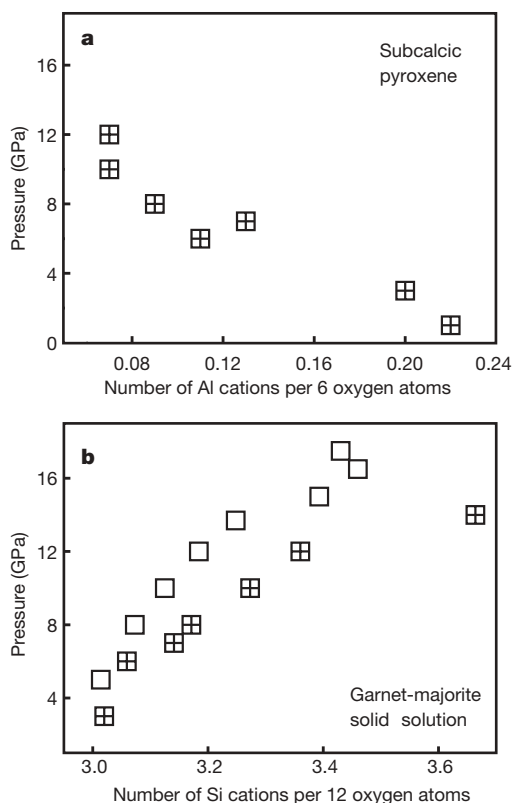 a
Subcalcic
pyroxene
16
12
8
4
0
Pressure (GPa)
0.08
0.12
0.16
0.20
0.24
Number of Al cations per 6 oxygen atoms
b
16
12
8
4
Pressure (GPa)
Garnet-majorite
solid solution
3.0
3.2
3.4
3.6
Number of Si cations per 12 oxygen atoms